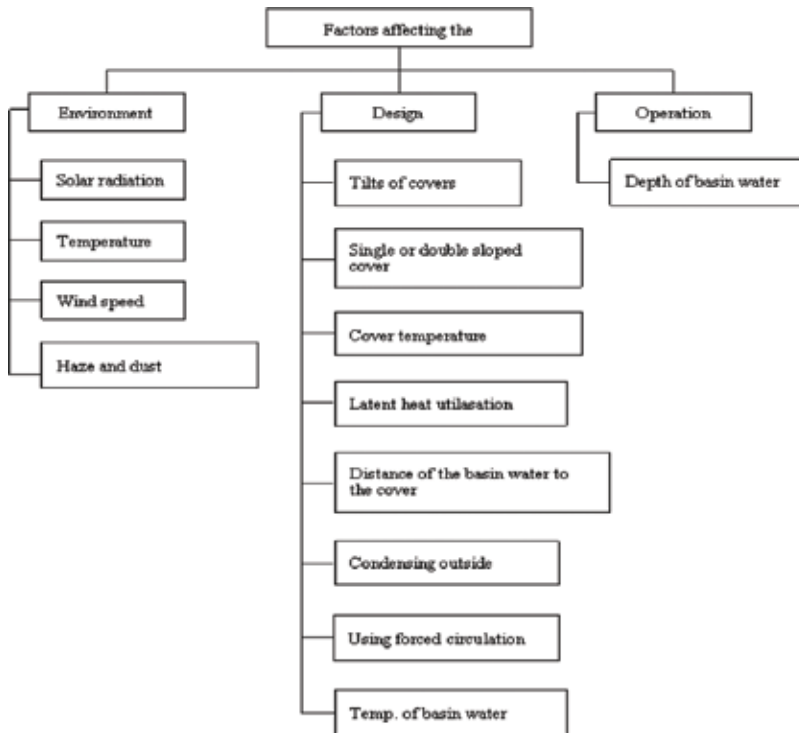 Factors affecting the
Environment
Solar radiation
Temperature
Wind speed
Haze and dust
Design
Tilts of covers
Single or double sloped
cover
Cover temperature
Latent heat utilasation
Distance of the basin water to
the cover
Condensing outside
Using forced circulation
Temp. of basin water
Operation
Depth of basin water